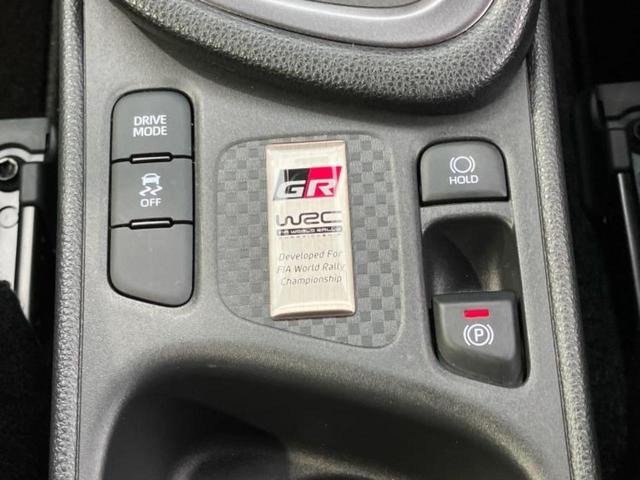 DRIVE
MODE
OFF
GR
WRC
FIA WORLD RALLY
CHAMPIONSHIP
Developed For
FIA World Rally
Championship
HOLD
P